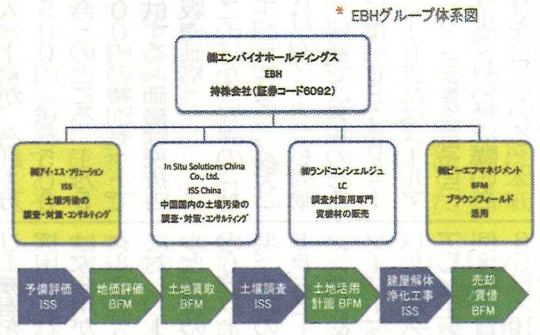 * EBHグループ体系図
㈱エンバイオホールディングス
EBH
持株会社(証券コード6092)
㈱アイ・エス・ソリューション
ISS
土壌汚染の
調査・対策・コンサルティング
In Situ Solutions China
Co., Ltd.
ISS China
中国国内の土壌汚染の
調査・対策・コンサルティング
㈱ランドコンシェルジュ
LC
調査対策用専門
資機材の販売
㈱ビーエフマネジメント
BFM
ブラウンフィールド
活用
予備評価
ISS
地価評価
BFM
土地買取
BFM
土壌調査
ISS
土地活用
計画 BFM
建屋解体
浄化工事
ISS
売却
/賃借
BFM